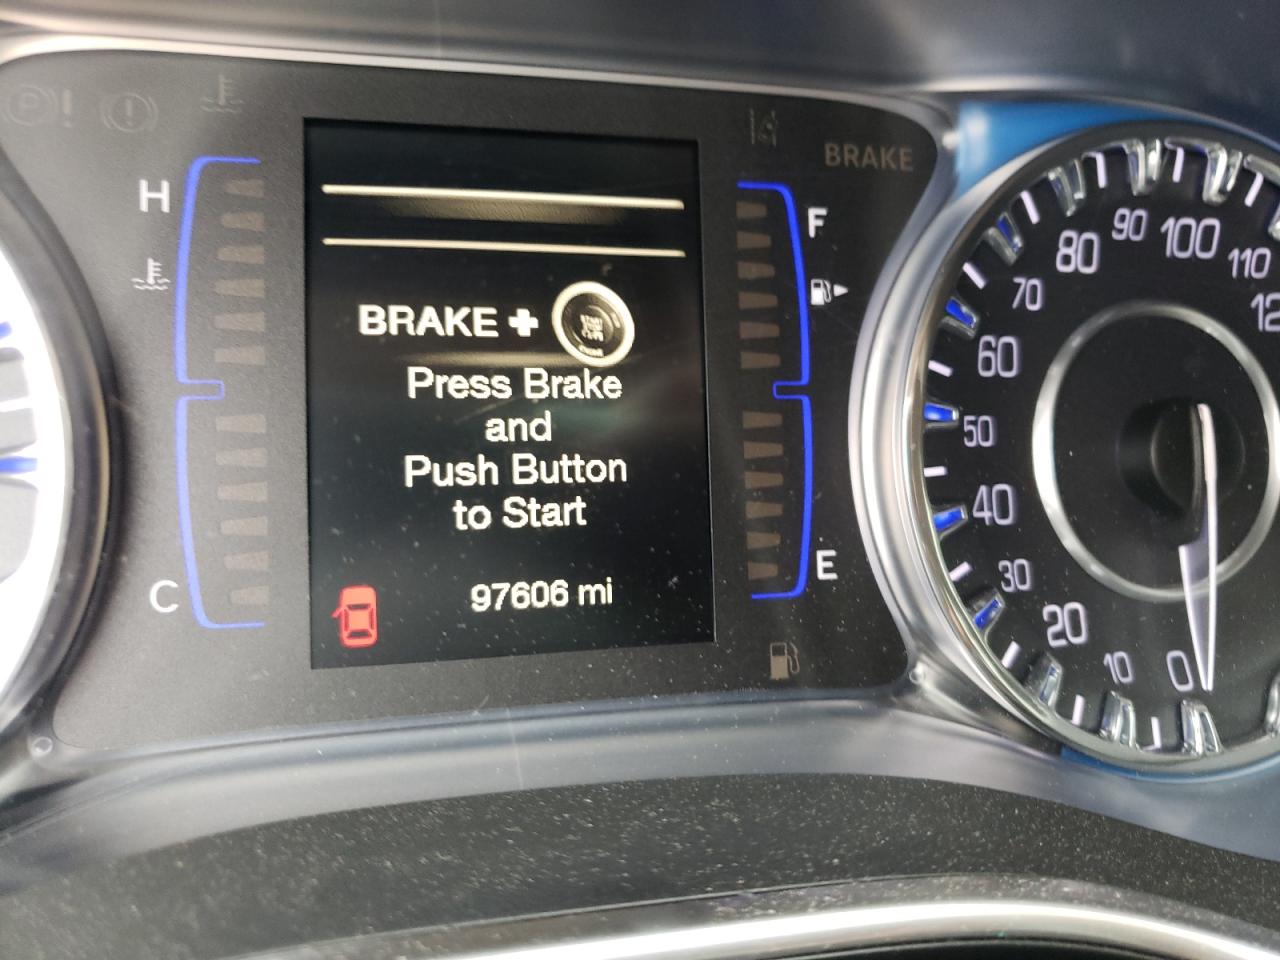 BRAKE
H
F
BRAKE +
START
Press Brake
and
Push Button
to Start
C
E
97606 mi
0
10
20
30
40
50
60
70
80
90
100
110